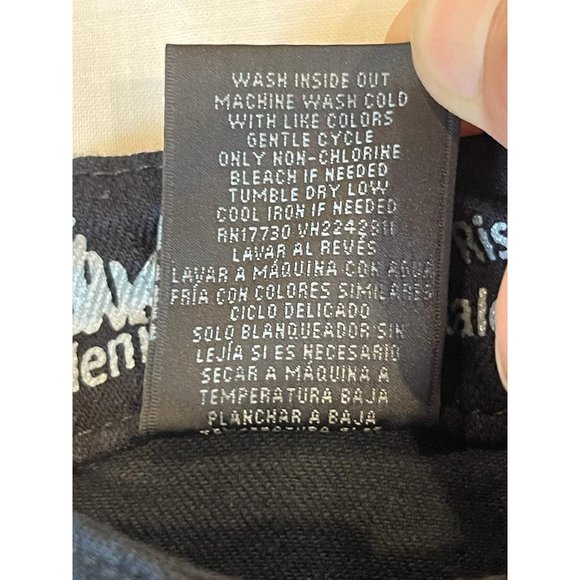 WASH INSIDE OUT
MACHINE WASH COLD
WITH LIKE COLORS
GENTLE CYCLE
ONLY NON-CHLORINE
BLEACH IF NEEDED
TUMBLE DRY LOW
COOL IRON IF NEEDED
RN17730 VN2242811
LAVAR AL REVÉS
LAVAR A MÁQUINA CON AGUA
FRÍA CON COLORES SIMILARES
CICLO DELICADO
SOLO BLANQUEADOR SIN
LEJÍA SI ES NECESARIO
SECAR A MÁQUINA A
TEMPERATURA BAJA
PLANCHAR A BAJA
Ris